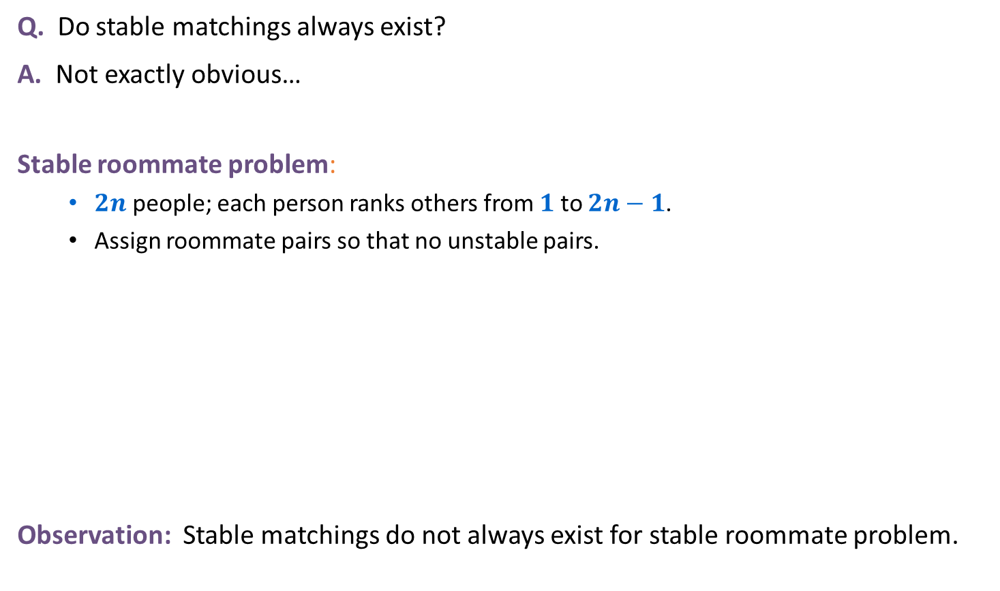 Q. Do stable matchings always exist?
A. Not exactly obvious...
Stable roommate problem:
• 2n people; each person ranks others from 1 to 2n − 1.
• Assign roommate pairs so that no unstable pairs.
Observation: Stable matchings do not always exist for stable roommate problem.